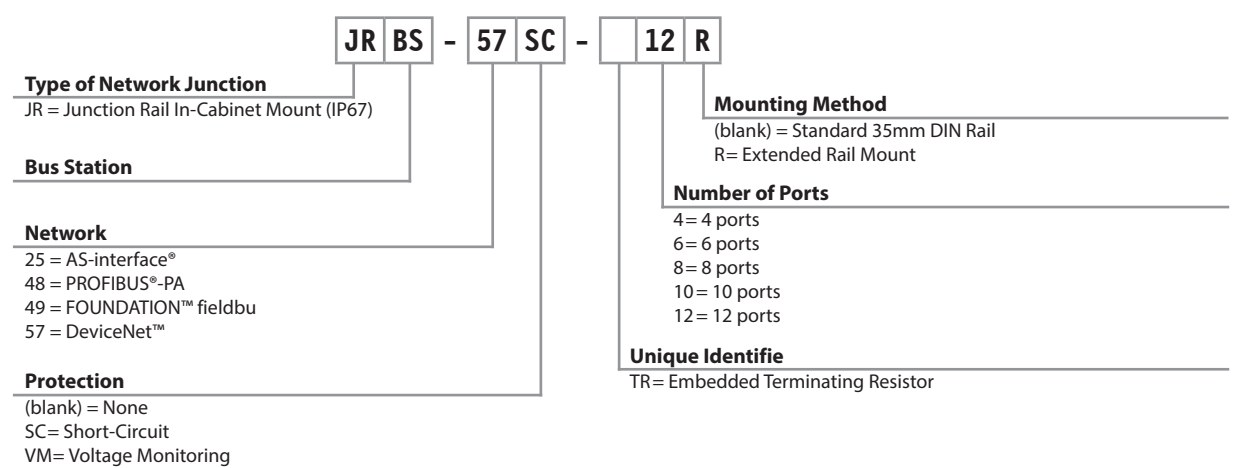 JR BS - 57 SC - 12 R
Type of Network Junction
JR = Junction Rail In-Cabinet Mount (IP67)
Bus Station
Network
25 = AS-interface®
48 = PROFIBUS®-PA
49 = FOUNDATION™ fieldbu
57 = DeviceNet™
Protection
(blank) = None
SC= Short-Circuit
VM= Voltage Monitoring
Mounting Method
(blank) = Standard 35mm DIN Rail
R= Extended Rail Mount
Number of Ports
4= 4 ports
6= 6 ports
8= 8 ports
10= 10 ports
12= 12 ports
Unique Identifie
TR= Embedded Terminating Resistor